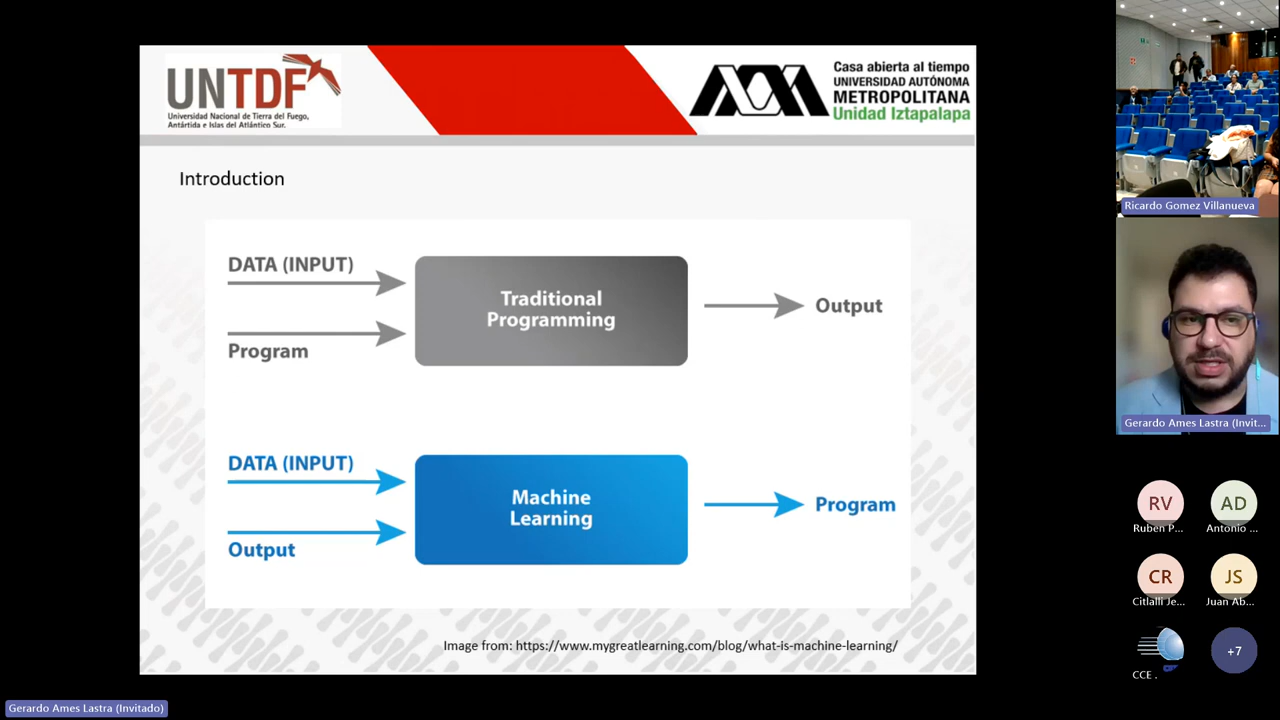 UNTDF
Universidad Nacional de Tierra del Fuego,
Antártida e Islas del Atlántico Sur.
Casa abierta al tiempo
UNIVERSIDAD AUTÓNOMA
METROPOLITANA
Unidad Iztapalapa
Introduction
DATA (INPUT)
Program
Traditional
Programming
Output
DATA (INPUT)
Output
Machine
Learning
Program
Image from: https://www.mygreatlearning.com/blog/what-is-machine-learning/
Ricardo Gomez Villanueva
Gerardo Ames Lastra (Invit...
RV
AD
Ruben P...
Antonio ...
CR
JS
Citlalli Je...
Juan Ab...
CCE .
+7
Gerardo Ames Lastra (Invitado)